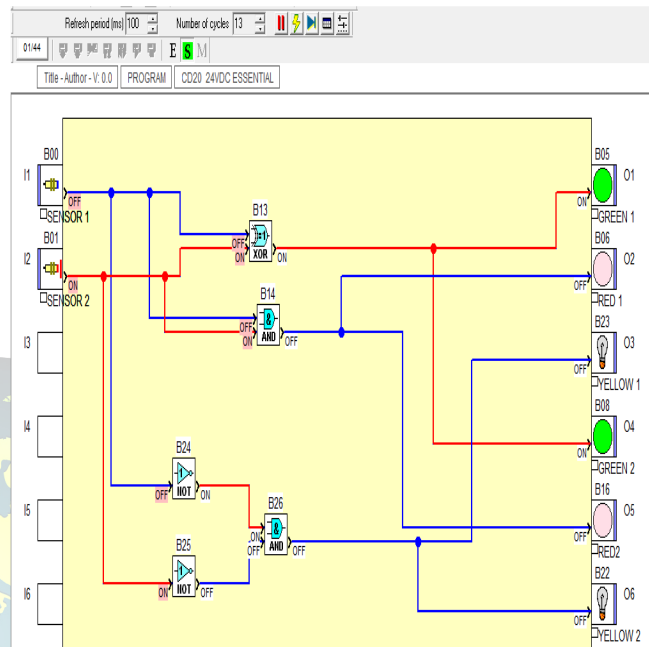 Refresh period (ms) 100 Number of cycles 13
01/44 E S M
Title - Author - V: 0.0 PROGRAM CD20 24VDC ESSENTIAL
B00 B05
I1 O1
OFF ON
SENSOR 1 GREEN 1
B01 B13 B06
I2 OFF =1 O2
ON XOR ON
ON OFF
SENSOR 2 RED 1
B14 B23
OFF &
I3 ON AND OFF O3
OFF
YELLOW 1
B08
I4 O4
B24 ON
1 GREEN 2
OFF NOT ON
B26 B16
I5 & O5
ON AND OFF OFF
OFF
B25 RED2
1 B22
I6 ON NOT OFF O6
OFF
YELLOW 2